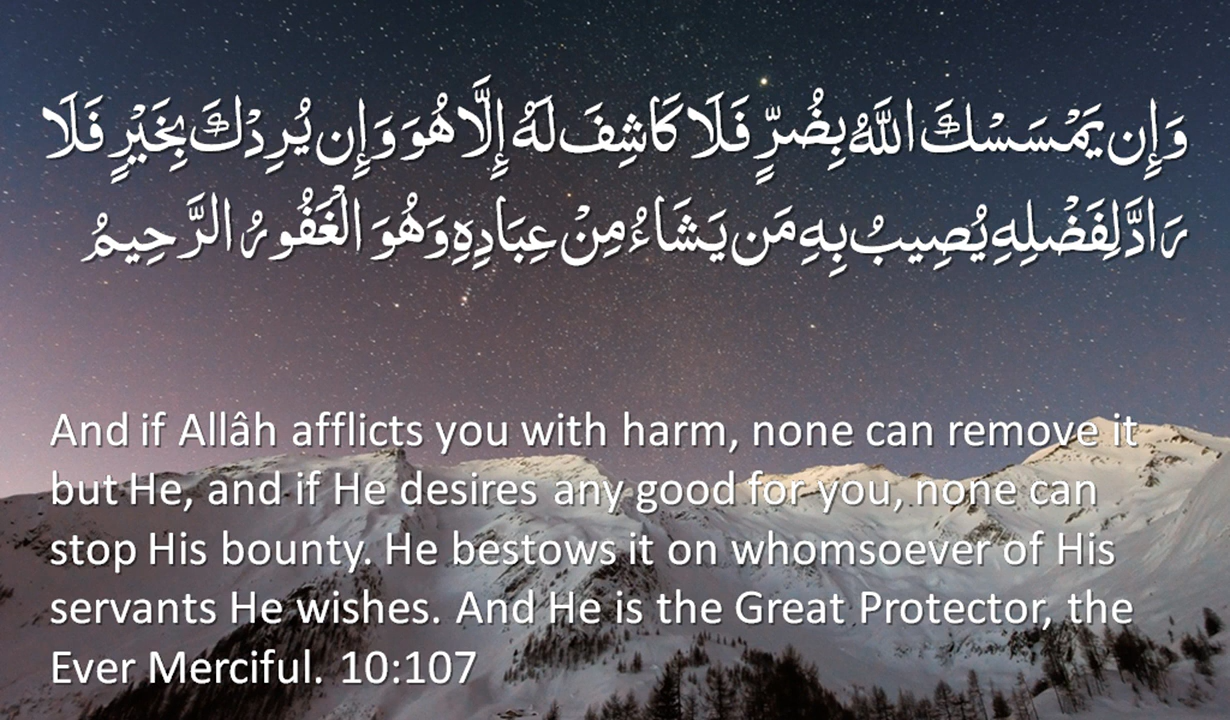 وَإِن يَمْسَسْكَ اللَّهُ بِضُرٍّ فَلَا كَاشِفَ لَهُ إِلَّا هُوَ وَإِن يُرِدْكَ بِخَيْرٍ فَلَا
رَادَّ لِفَضْلِهِ يُصِيبُ بِهِ مَن يَشَاءُ مِنْ عِبَادِهِ وَهُوَ الْغَفُورُ الرَّحِيمُ
And if Allâh afflicts you with harm, none can remove it
but He, and if He desires any good for you, none can
stop His bounty. He bestows it on whomsoever of His
servants He wishes. And He is the Great Protector, the
Ever Merciful. 10:107